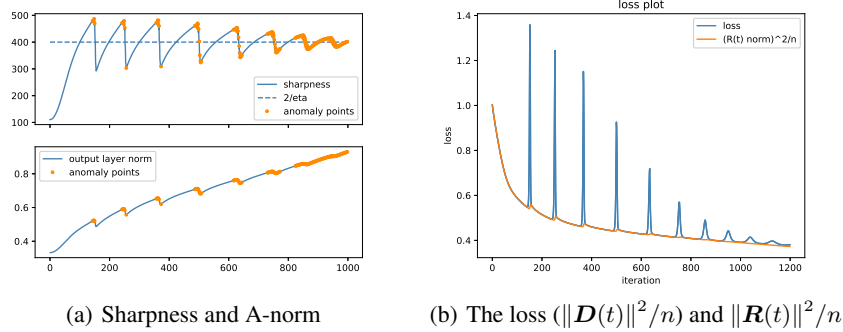 500
400
300
200
100
sharpness
2/eta
anomaly points
output layer norm
anomaly points
0.8
0.6
0.4
0 200 400 600 800 1000
(a) Sharpness and A-norm
loss plot
loss
(R(t) norm)^2/n
1.4
1.2
1.0
0.8
0.6
0.4
loss
0 200 400 600 800 1000 1200
iteration
(b) The loss (‖D(t)‖²/n) and ‖R(t)‖²/n